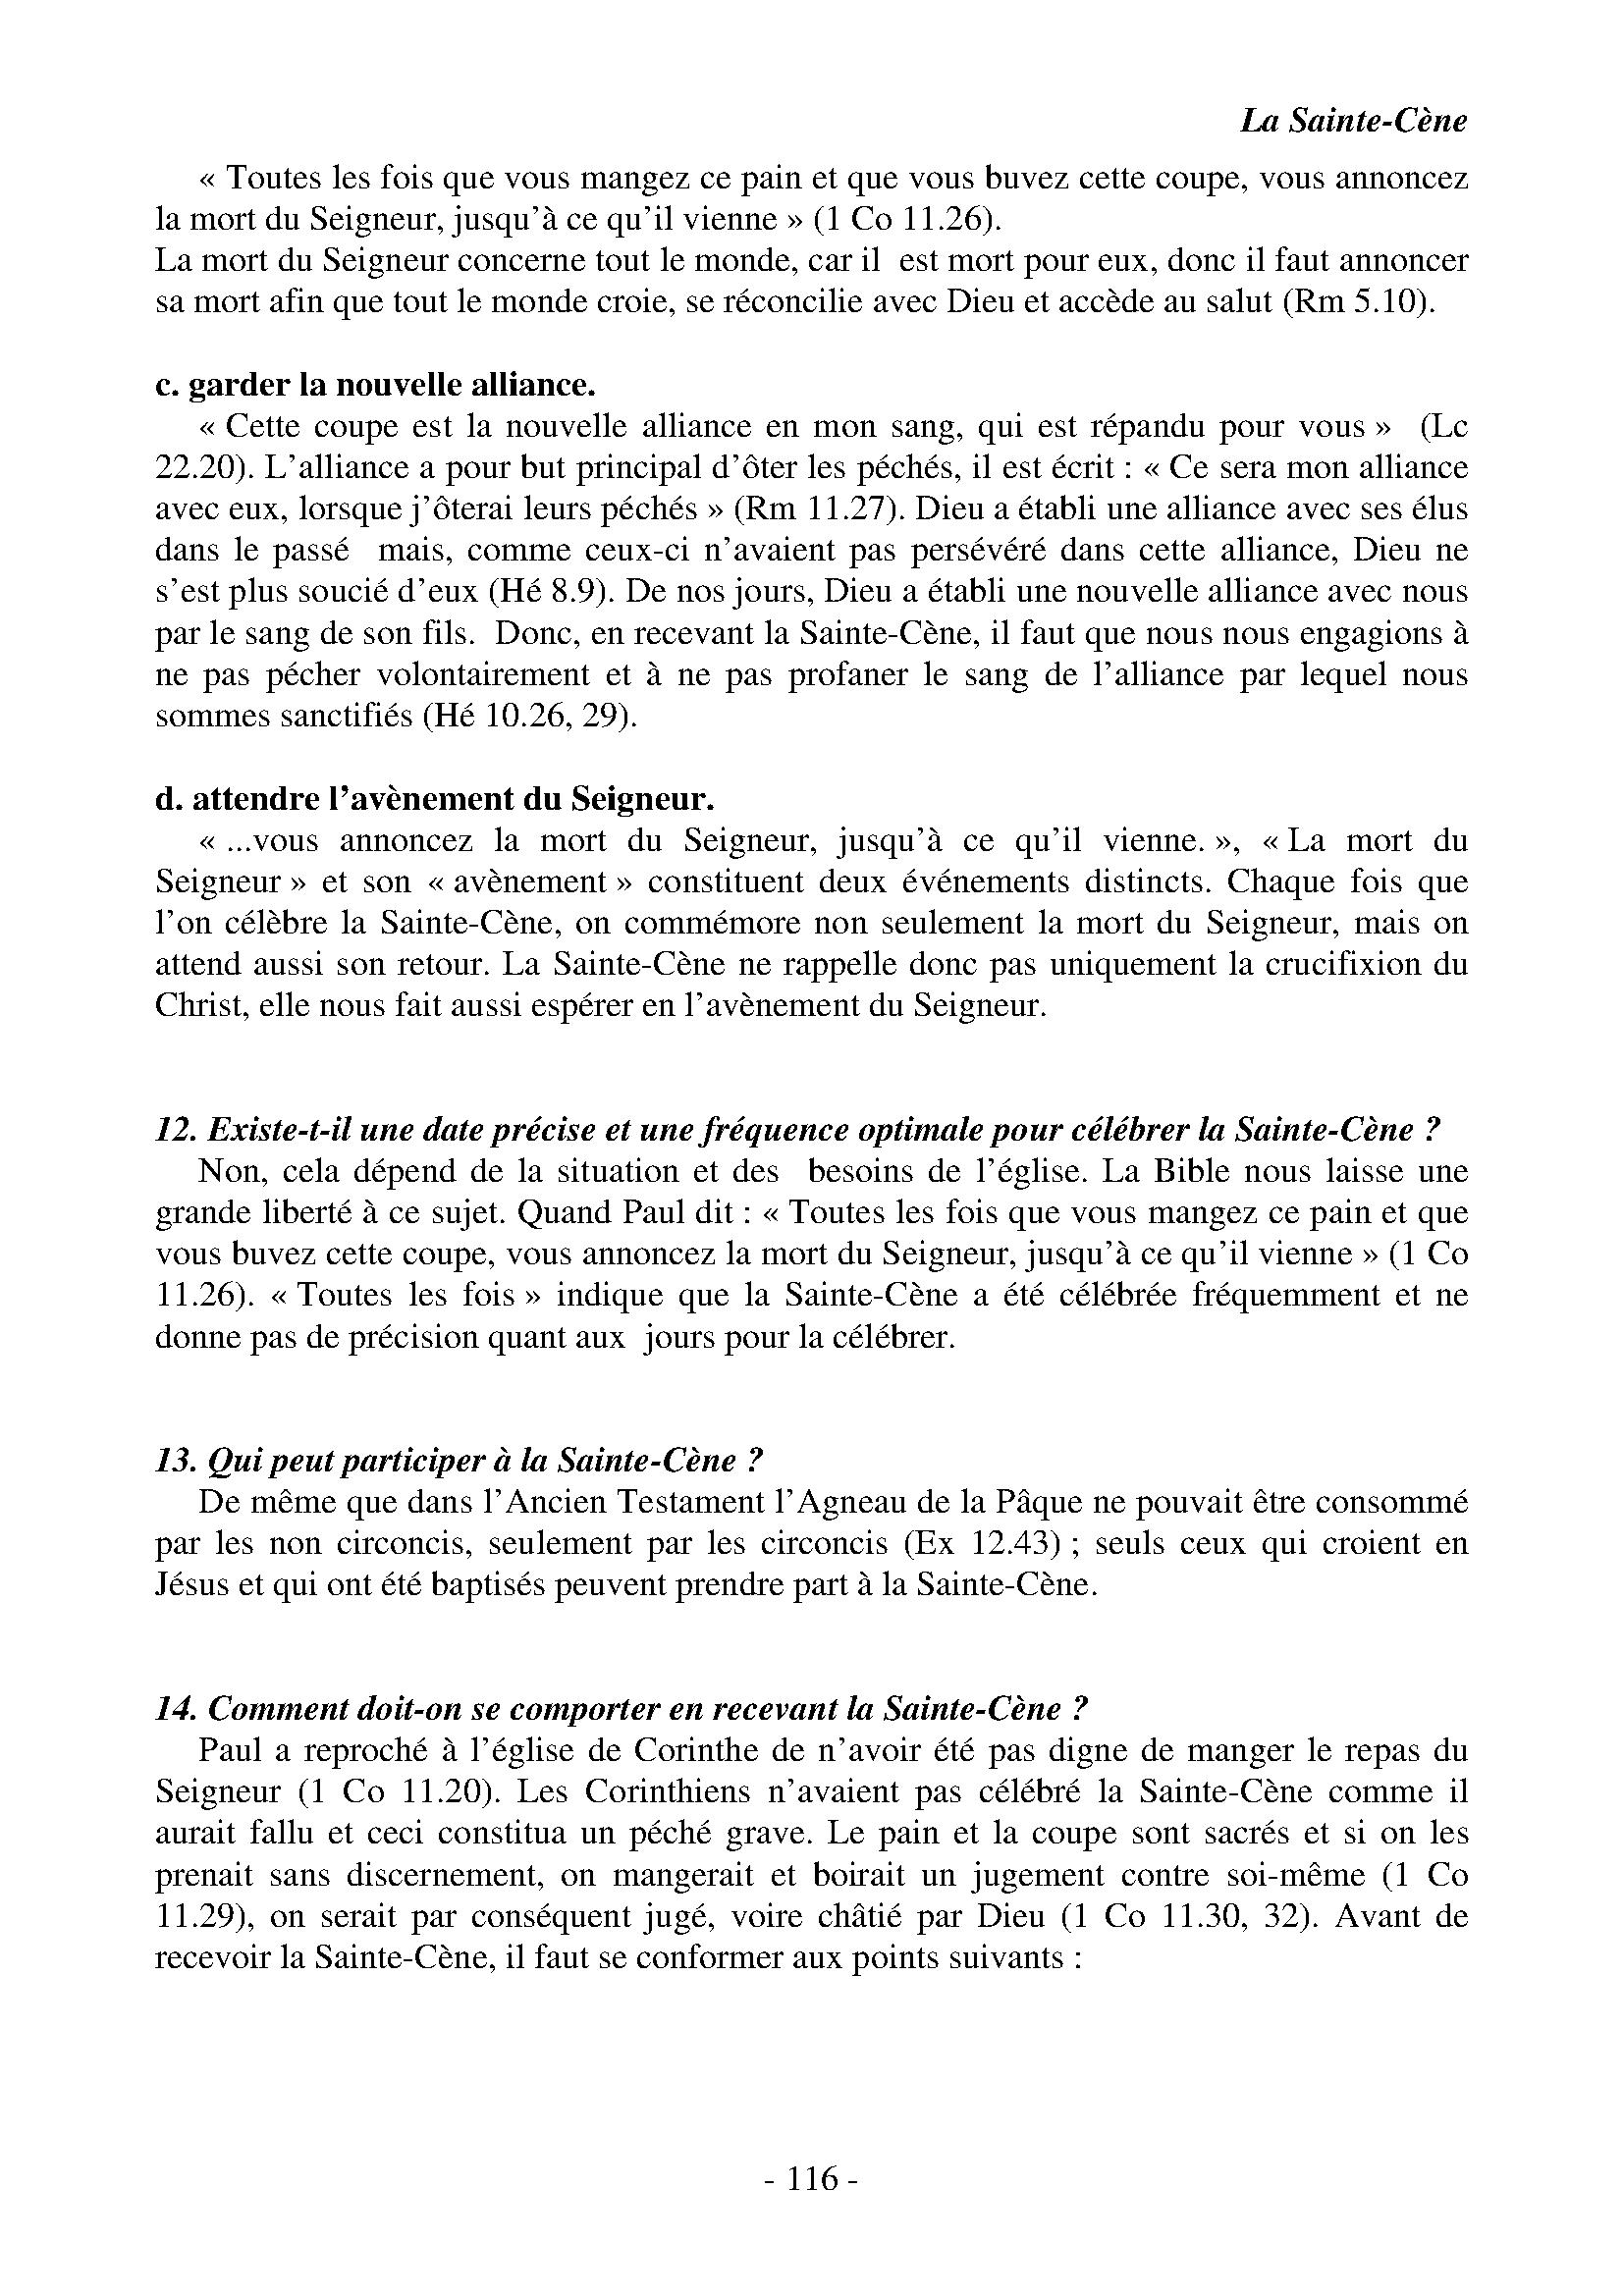 La Sainte-Cène
« Toutes les fois que vous mangez ce pain et que vous buvez cette coupe, vous annoncez
la mort du Seigneur, jusqu’à ce qu’il vienne » (1 Co 11.26).
La mort du Seigneur concerne tout le monde, car il  est mort pour eux, donc il faut annoncer
sa mort afin que tout le monde croie, se réconcilie avec Dieu et accède au salut (Rm 5.10).
c. garder la nouvelle alliance.
« Cette coupe est la nouvelle alliance en mon sang, qui est répandu pour vous »  (Lc
22.20). L’alliance a pour but principal d’ôter les péchés, il est écrit : « Ce sera mon alliance
avec eux, lorsque j’ôterai leurs péchés » (Rm 11.27). Dieu a établi une alliance avec ses élus
dans le passé  mais, comme ceux-ci n’avaient pas persévéré dans cette alliance, Dieu ne
s’est plus soucié d’eux (Hé 8.9). De nos jours, Dieu a établi une nouvelle alliance avec nous
par le sang de son fils.  Donc, en recevant la Sainte-Cène, il faut que nous nous engagions à
ne pas pécher volontairement et à ne pas profaner le sang de l’alliance par lequel nous
sommes sanctifiés (Hé 10.26, 29).
d. attendre l’avènement du Seigneur.
« ...vous annoncez la mort du Seigneur, jusqu’à ce qu’il vienne. », « La mort du
Seigneur » et son « avènement » constituent deux événements distincts. Chaque fois que
l’on célèbre la Sainte-Cène, on commémore non seulement la mort du Seigneur, mais on
attend aussi son retour. La Sainte-Cène ne rappelle donc pas uniquement la crucifixion du
Christ, elle nous fait aussi espérer en l’avènement du Seigneur.
12. Existe-t-il une date précise et une fréquence optimale pour célébrer la Sainte-Cène ?
Non, cela dépend de la situation et des  besoins de l’église. La Bible nous laisse une
grande liberté à ce sujet. Quand Paul dit : « Toutes les fois que vous mangez ce pain et que
vous buvez cette coupe, vous annoncez la mort du Seigneur, jusqu’à ce qu’il vienne » (1 Co
11.26). « Toutes les fois » indique que la Sainte-Cène a été célébrée fréquemment et ne
donne pas de précision quant aux  jours pour la célébrer.
13. Qui peut participer à la Sainte-Cène ?
De même que dans l’Ancien Testament l’Agneau de la Pâque ne pouvait être consommé
par les non circoncis, seulement par les circoncis (Ex 12.43) ; seuls ceux qui croient en
Jésus et qui ont été baptisés peuvent prendre part à la Sainte-Cène.
14. Comment doit-on se comporter en recevant la Sainte-Cène ?
Paul a reproché à l’église de Corinthe de n’avoir été pas digne de manger le repas du
Seigneur (1 Co 11.20). Les Corinthiens n’avaient pas célébré la Sainte-Cène comme il
aurait fallu et ceci constitua un péché grave. Le pain et la coupe sont sacrés et si on les
prenait sans discernement, on mangerait et boirait un jugement contre soi-même (1 Co
11.29), on serait par conséquent jugé, voire châtié par Dieu (1 Co 11.30, 32). Avant de
recevoir la Sainte-Cène, il faut se conformer aux points suivants :
- 116 -